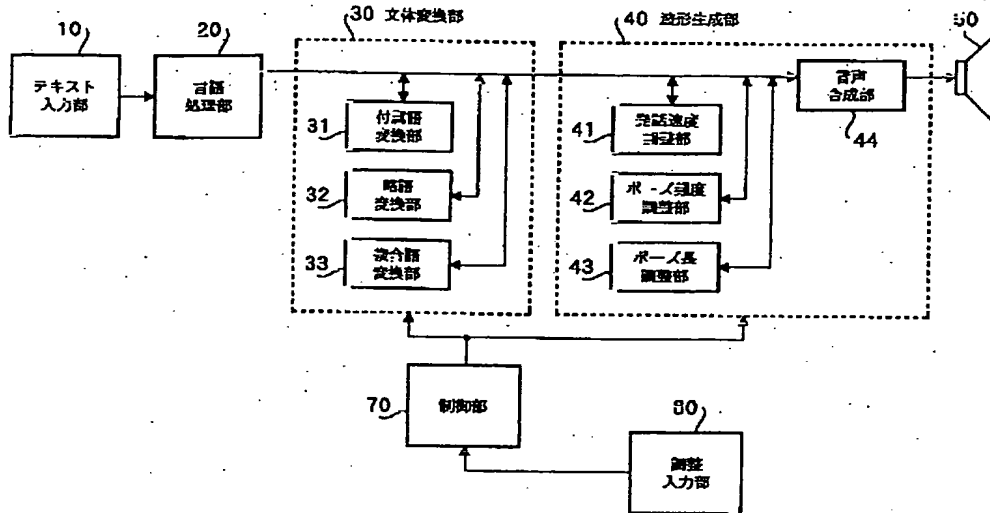 10
テキスト
入力部
20
言語
処理部
30 文体変換部
31
付属語
変換部
32
略語
変換部
33
複合語
変換部
40 波形生成部
41
発話速度
調整部
42
ポーズ頻度
調整部
43
ポーズ長
調整部
音声
合成部
44
50
70
制御部
調整
入力部